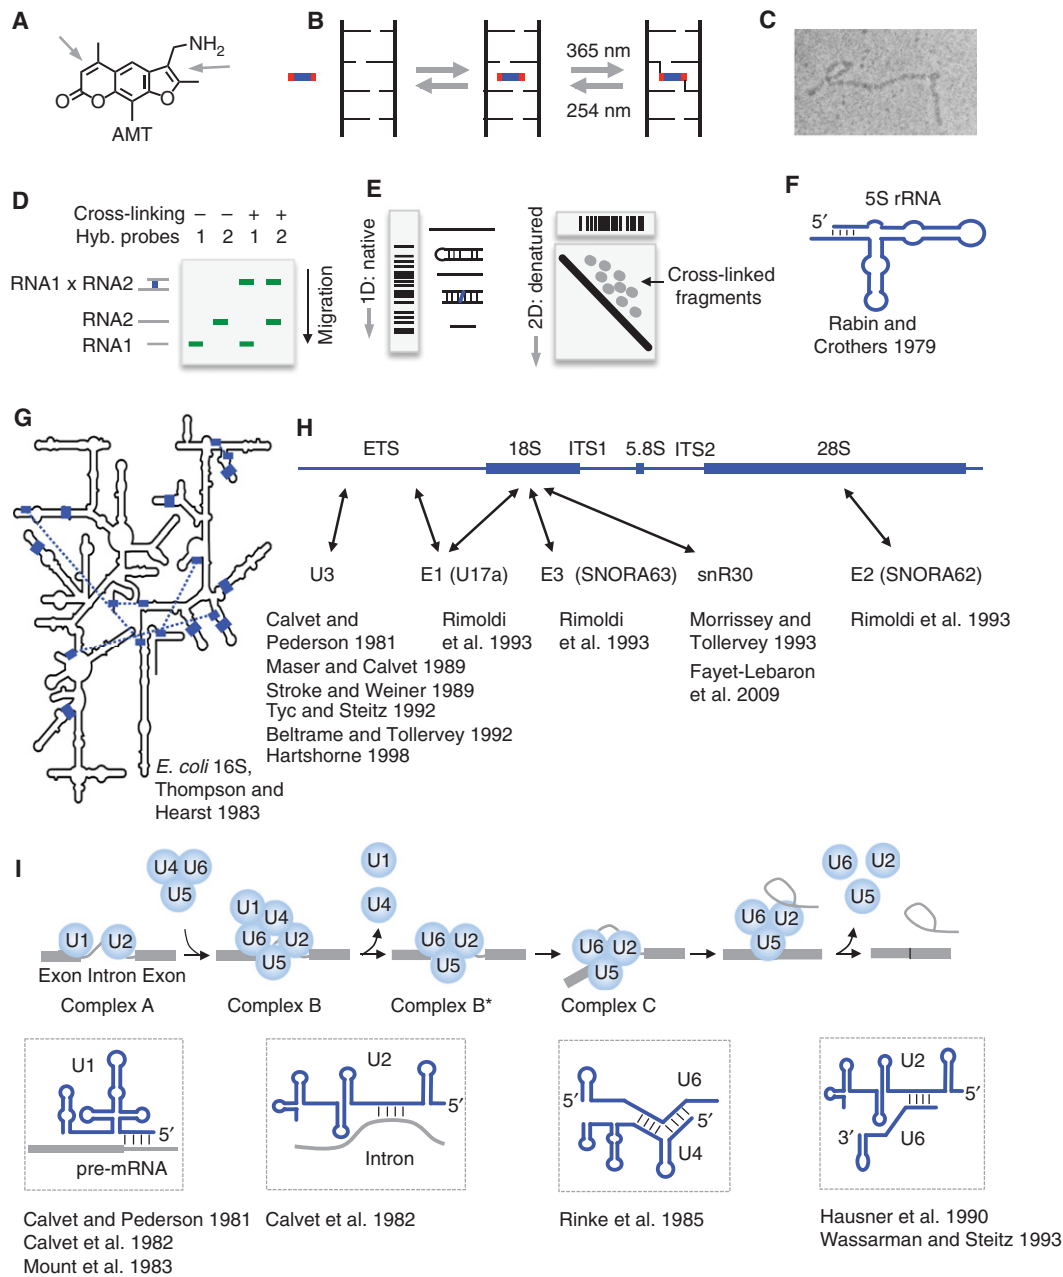 A
NH2
O
O
O
AMT
B
365 nm
254 nm
C
D
Cross-linking – – + +
Hyb. probes 1 2 1 2
RNA1 x RNA2
RNA2
RNA1
Migration
E
1D: native
2D: denatured
Cross-linked
fragments
F
5S rRNA
5′
Rabin and
Crothers 1979
G
E. coli 16S,
Thompson and
Hearst 1983
H
ETS 18S ITS1 5.8S ITS2 28S
U3 E1 (U17a) E3 (SNORA63) snR30 E2 (SNORA62)
Calvet and
Pederson 1981
Maser and Calvet 1989
Stroke and Weiner 1989
Tyc and Steitz 1992
Beltrame and Tollervey 1992
Hartshorne 1998
Rimoldi
et al. 1993
Rimoldi
et al. 1993
Morrissey and
Tollervey 1993
Fayet-Lebaron
et al. 2009
Rimoldi et al. 1993
I
U1 U2
Exon Intron Exon
Complex A
U4 U6
U5
U1
U4
U6 U2
U5
Complex B
U1
U4
U6 U2
U5
Complex B*
U6 U2
U5
Complex C
U6 U2
U5
U6 U2
U5
U1
5′
pre-mRNA
Calvet and Pederson 1981
Calvet et al. 1982
Mount et al. 1983
U2
5′
Intron
Calvet et al. 1982
5′
U6
5′
U4
Rinke et al. 1985
U2
5′
3′
U6
Hausner et al. 1990
Wassarman and Steitz 1993